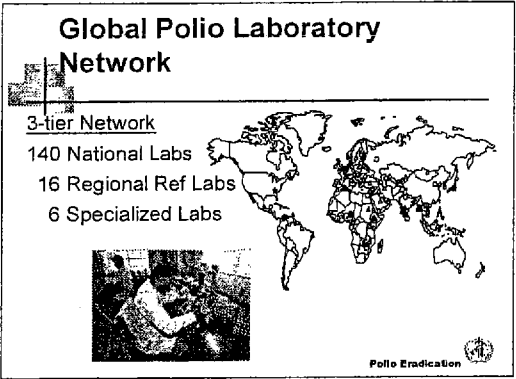 Global Polio Laboratory
Network
3-tier Network
140 National Labs
16 Regional Ref Labs
6 Specialized Labs
Polio Eradication